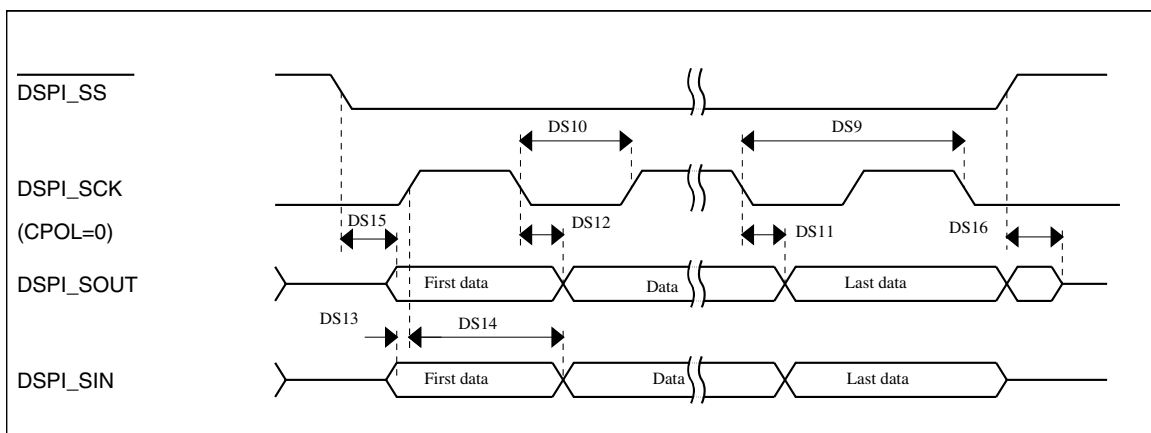 DSPI_SS
DS10
DS9
DSPI_SCK
(CPOL=0)
DS15
DS12
DS11
DS16
DSPI_SOUT
First data
Data
Last data
DS13
DS14
DSPI_SIN
First data
Data
Last data